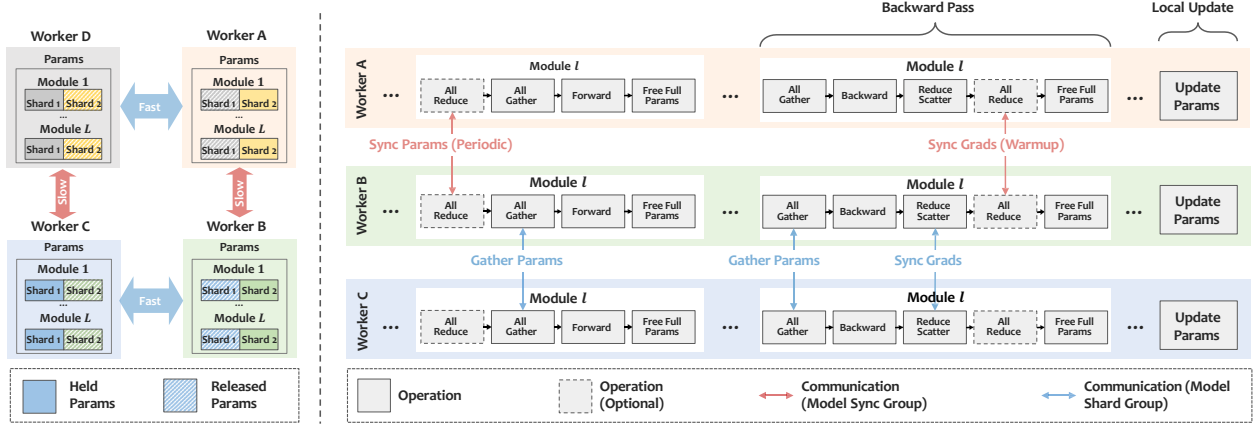 Worker D
Worker A
Params
Module 1
Shard 1 Shard 2
...
Module L
Shard 1 Shard 2
Fast
Params
Module 1
Shard 1 Shard 2
...
Module L
Shard 1 Shard 2
Slow
Slow
Worker C
Worker B
Params
Module 1
Shard 1 Shard 2
...
Module L
Shard 1 Shard 2
Fast
Params
Module 1
Shard 1 Shard 2
...
Module L
Shard 1 Shard 2
Held
Params
Released
Params
Backward Pass
Local Update
Worker A
Module l
...
All
Reduce
All
Gather
Forward
Free Full
Params
...
Module l
All
Gather
Backward
Reduce
Scatter
All
Reduce
Free Full
Params
...
Update
Params
Sync Params (Periodic)
Sync Grads (Warmup)
Worker B
Module l
...
All
Reduce
All
Gather
Forward
Free Full
Params
...
Module l
All
Gather
Backward
Reduce
Scatter
All
Reduce
Free Full
Params
...
Update
Params
Gather Params
Gather Params
Sync Grads
Worker C
Module l
...
All
Reduce
All
Gather
Forward
Free Full
Params
...
Module l
All
Gather
Backward
Reduce
Scatter
All
Reduce
Free Full
Params
...
Update
Params
Operation
Operation
(Optional)
Communication
(Model Sync Group)
Communication (Model
Shard Group)